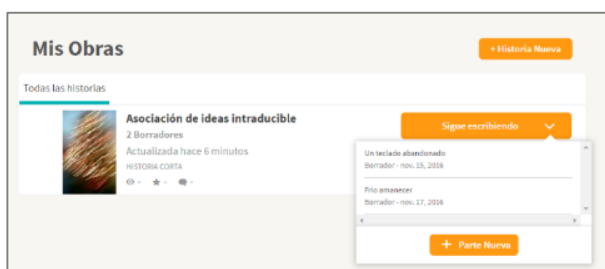 Mis Obras
+ Historia Nueva
Todas las historias
Asociación de ideas intraducible
2 Borradores
Actualizada hace 6 minutos
HISTORIA CORTA
Sigue escribiendo
Un teclado abandonado
Borrador - nov. 15, 2016
Frío amanecer
Borrador - nov. 17, 2016
+ Parte Nueva